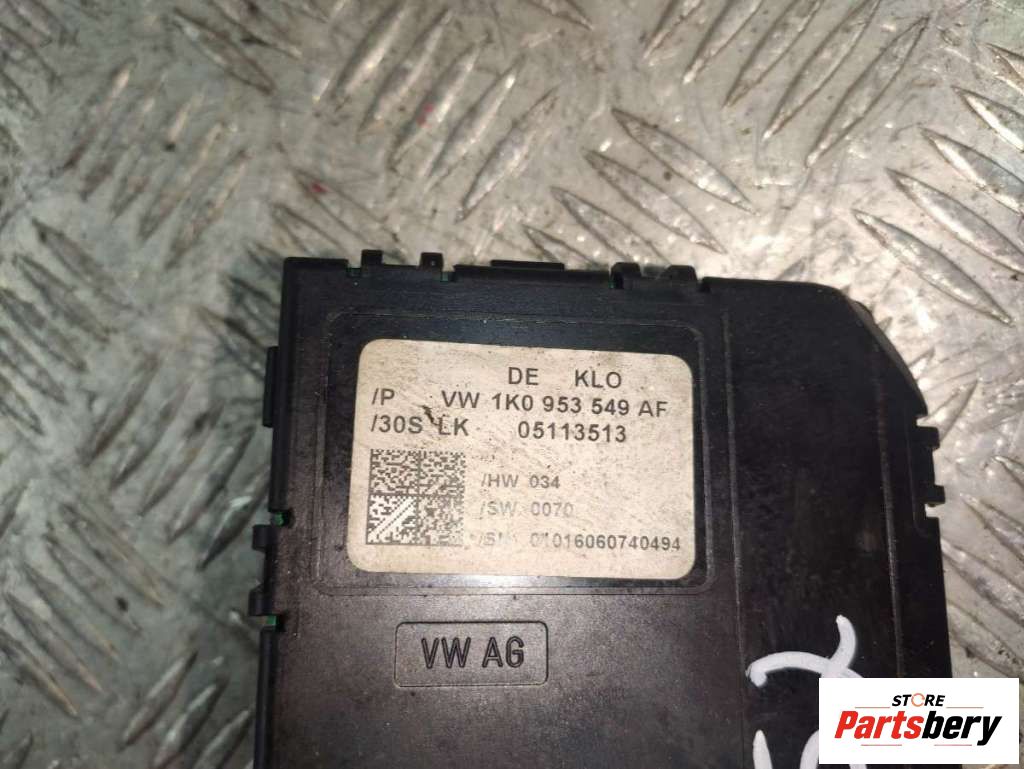 DE KLO
/P VW 1K0 953 549 AF
/30S LK 05113513
/HW 034
/SW 0070
01016060740494
VW AG
STORE
Partsbery